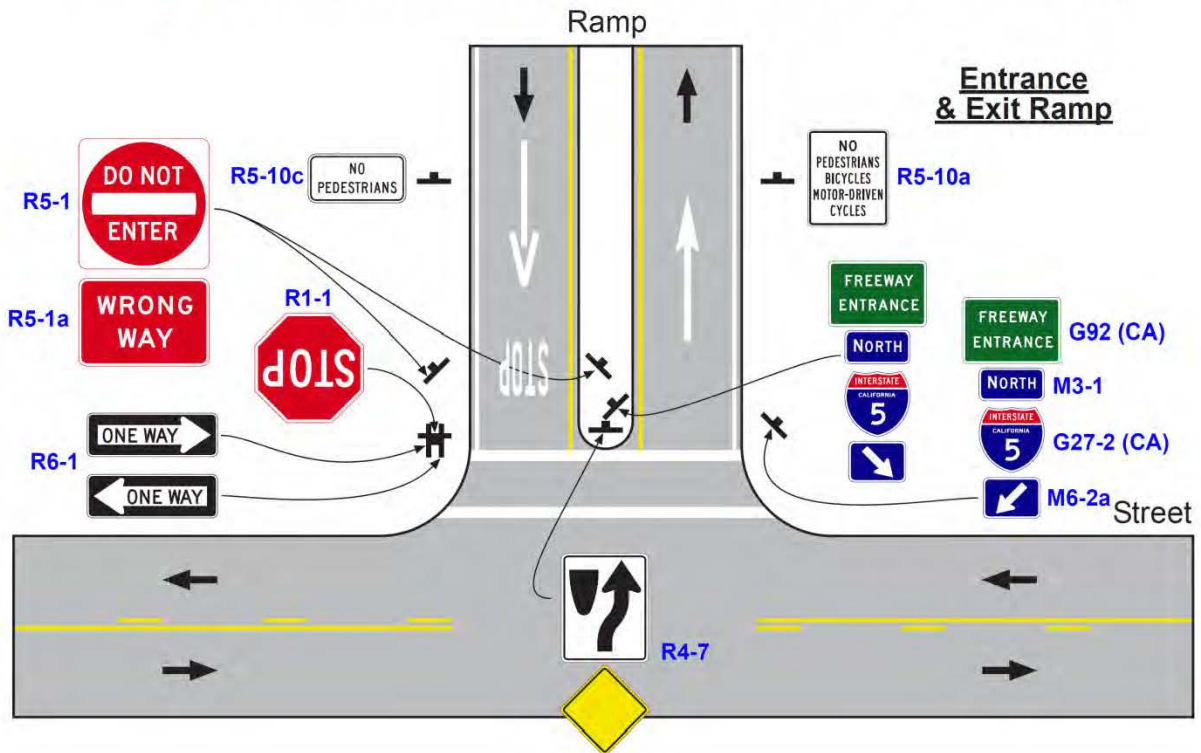 Ramp
Entrance
& Exit Ramp
R5-1
DO NOT
ENTER
R5-10c
NO
PEDESTRIANS
NO
PEDESTRIANS
BICYCLES
MOTOR-DRIVEN
CYCLES
R5-10a
R5-1a
WRONG
WAY
R1-1
STOP
STOP
FREEWAY
ENTRANCE
NORTH
INTERSTATE
CALIFORNIA
5
FREEWAY
ENTRANCE
G92 (CA)
NORTH
M3-1
INTERSTATE
CALIFORNIA
5
G27-2 (CA)
M6-2a
R6-1
ONE WAY
ONE WAY
Street
R4-7